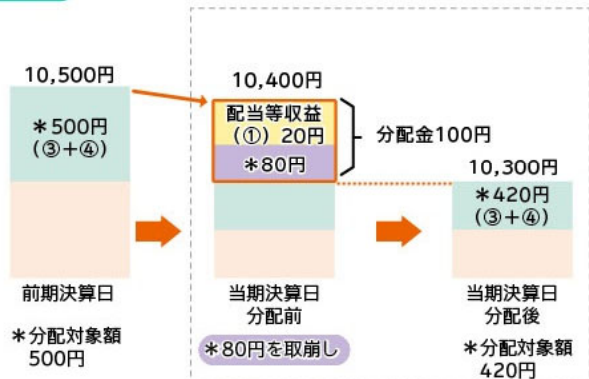 10,500円
*500円
(③+④)
前期決算日
*分配対象額
500円
10,400円
配当等収益
(①) 20円
*80円
分配金100円
当期決算日
分配前
*80円を取崩し
10,300円
*420円
(③+④)
当期決算日
分配後
*分配対象額
420円